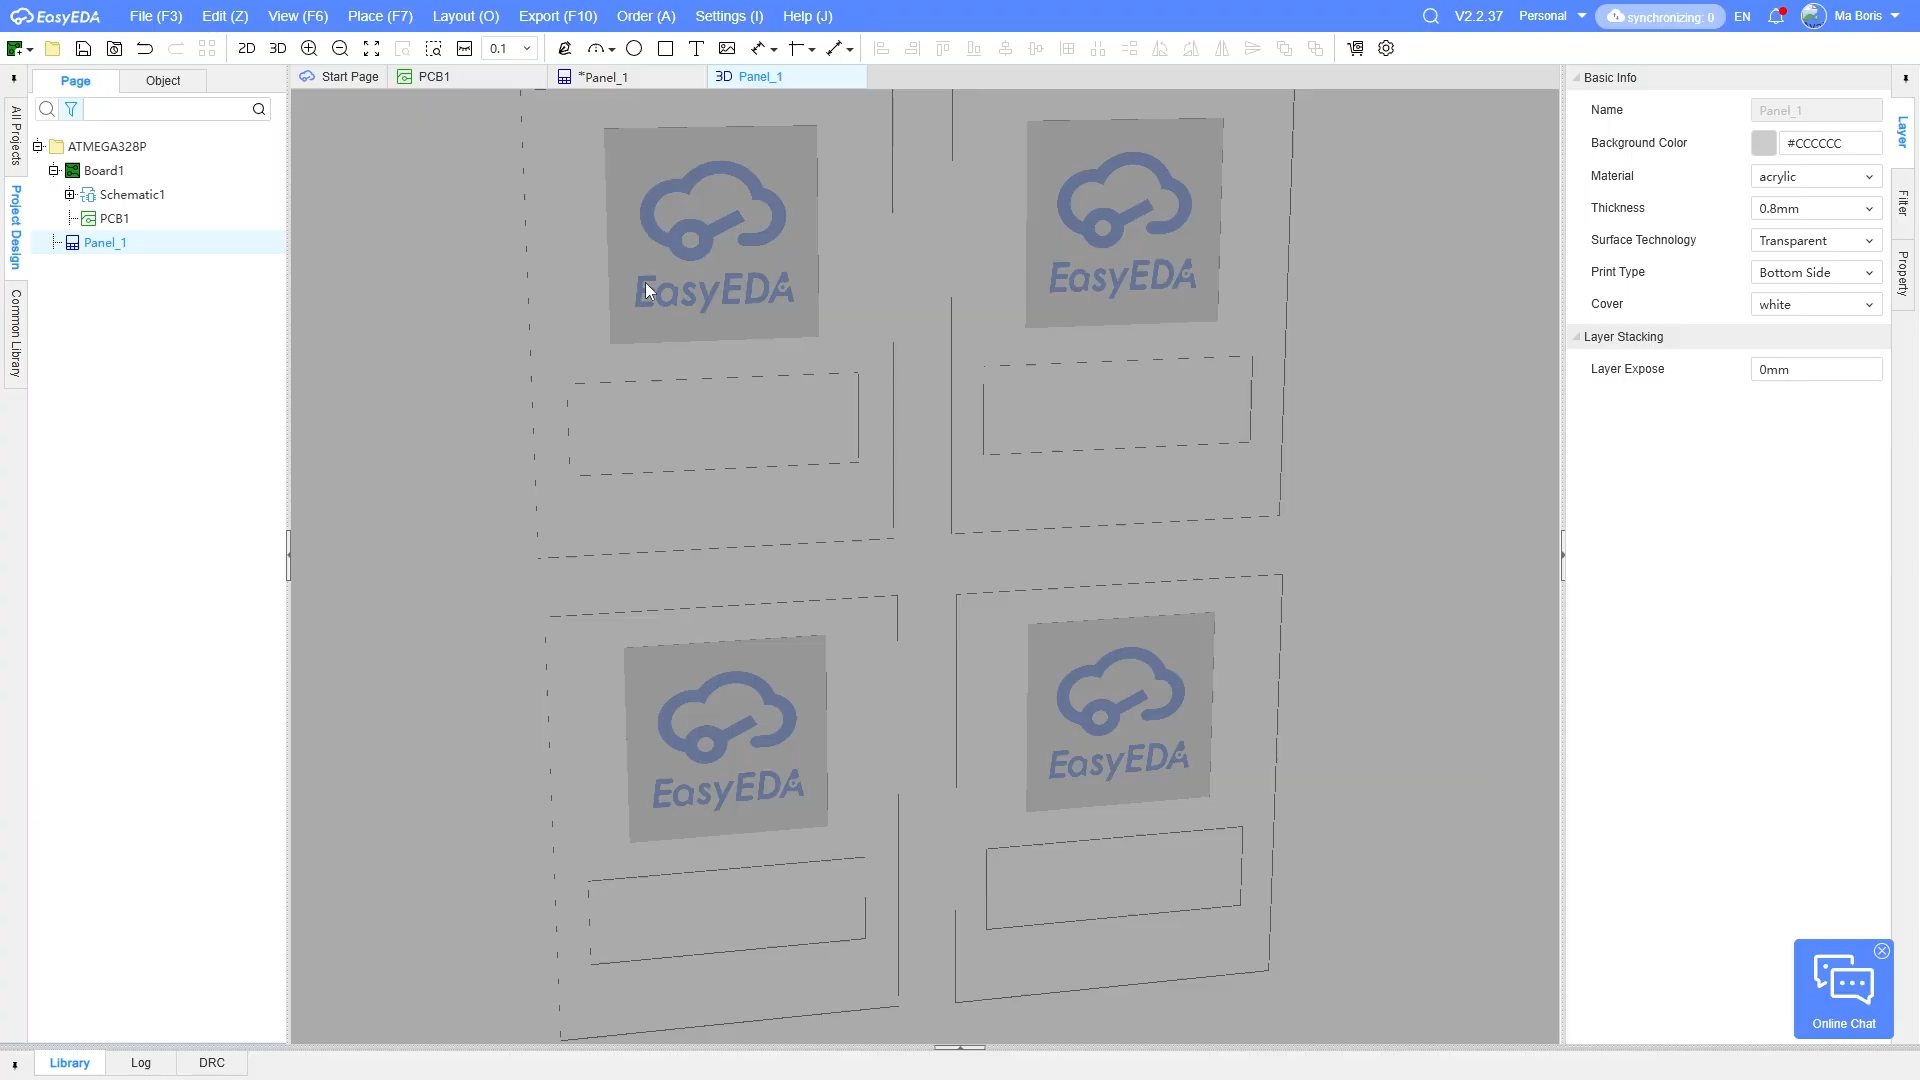 EasyEDA
File (F3)
Edit (Z)
View (F6)
Place (F7)
Layout (O)
Export (F10)
Order (A)
Settings (I)
Help (J)
V2.2.37
Personal
synchronizing: 0
EN
Ma Boris
2D
3D
0.1
Page
Object
Start Page
PCB1
*Panel_1
3D Panel_1
All Projects
Project Design
Common Library
ATMEGA328P
Board1
Schematic1
PCB1
Panel_1
EasyEDA
EasyEDA
EasyEDA
EasyEDA
Basic Info
Name
Panel_1
Background Color
#CCCCCC
Material
acrylic
Thickness
0.8mm
Surface Technology
Transparent
Print Type
Bottom Side
Cover
white
Layer Stacking
Layer Expose
0mm
Layer
Filter
Property
Online Chat
Library
Log
DRC